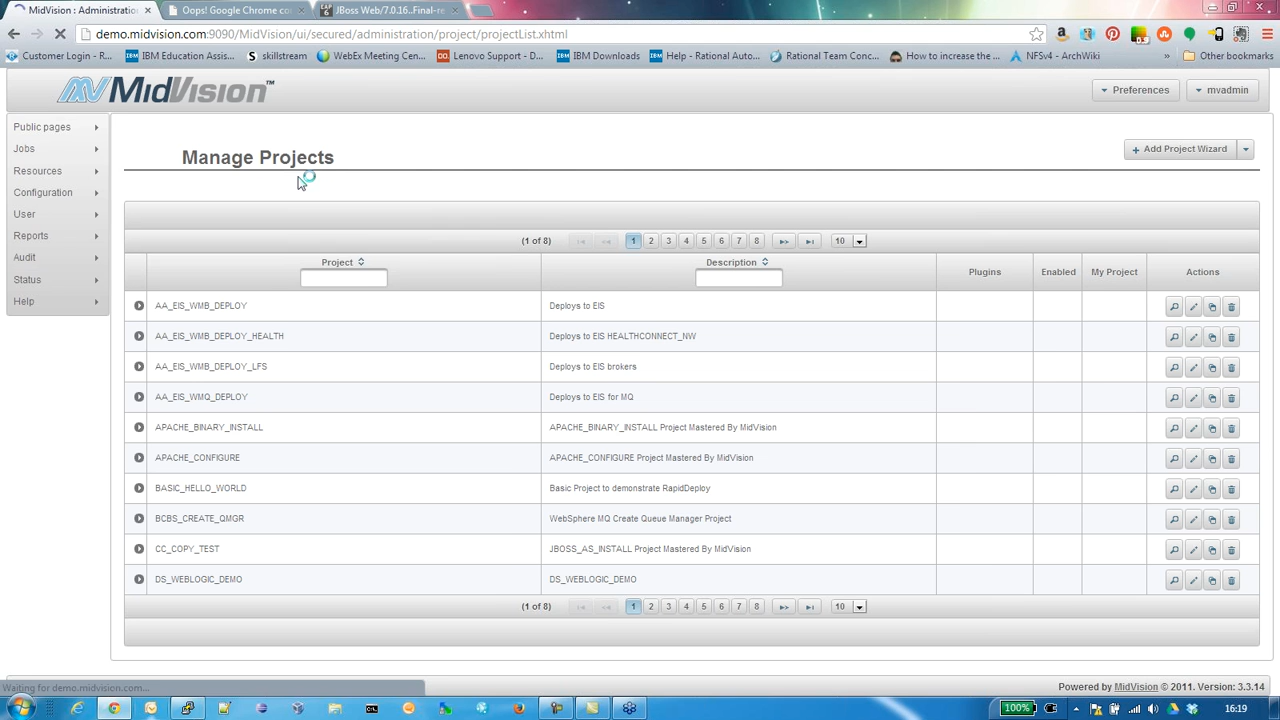 MidVision : Administratio
Oops! Google Chrome co
JBoss Web/7.0.16..Final-re
demo.midvision.com:9090/MidVision/ui/secured/administration/project/projectList.xhtml
Customer Login - R...
IBM Education Assis...
skillstream
WebEx Meeting Cen...
Lenovo Support - D...
IBM Downloads
Help - Rational Auto...
Rational Team Conc...
How to increase the ...
NFSv4 - ArchWiki
»
Other bookmarks
MidVision™
Preferences
mvadmin
Public pages
Jobs
Resources
Configuration
User
Reports
Audit
Status
Help
Manage Projects
+ Add Project Wizard
(1 of 8) 1 2 3 4 5 6 7 8 10
Project Description Plugins Enabled My Project Actions
AA_EIS_WMB_DEPLOY Deploys to EIS
AA_EIS_WMB_DEPLOY_HEALTH Deploys to EIS HEALTHCONNECT_NW
AA_EIS_WMB_DEPLOY_LFS Deploys to EIS brokers
AA_EIS_WMQ_DEPLOY Deploys to EIS for MQ
APACHE_BINARY_INSTALL APACHE_BINARY_INSTALL Project Mastered By MidVision
APACHE_CONFIGURE APACHE_CONFIGURE Project Mastered By MidVision
BASIC_HELLO_WORLD Basic Project to demonstrate RapidDeploy
BCBS_CREATE_QMGR WebSphere MQ Create Queue Manager Project
CC_COPY_TEST JBOSS_AS_INSTALL Project Mastered By MidVision
DS_WEBLOGIC_DEMO DS_WEBLOGIC_DEMO
(1 of 8) 1 2 3 4 5 6 7 8 10
Waiting for demo.midvision.com...
Powered by MidVision © 2011. Version: 3.3.14
100%
16:19